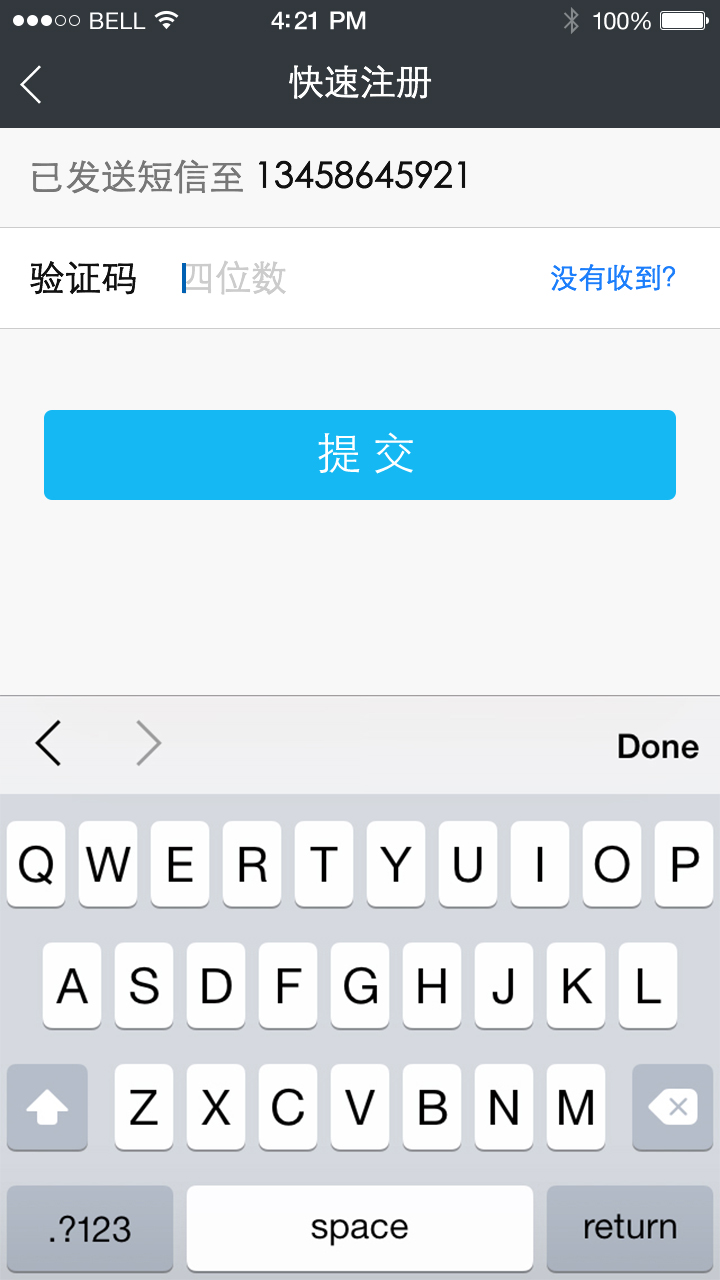 BELL 4:21 PM 100%
快速注册
已发送短信至 13458645921
验证码 四位数 没有收到?
提 交
Done
Q W E R T Y U I O P
A S D F G H J K L
Z X C V B N M
.?123 space return